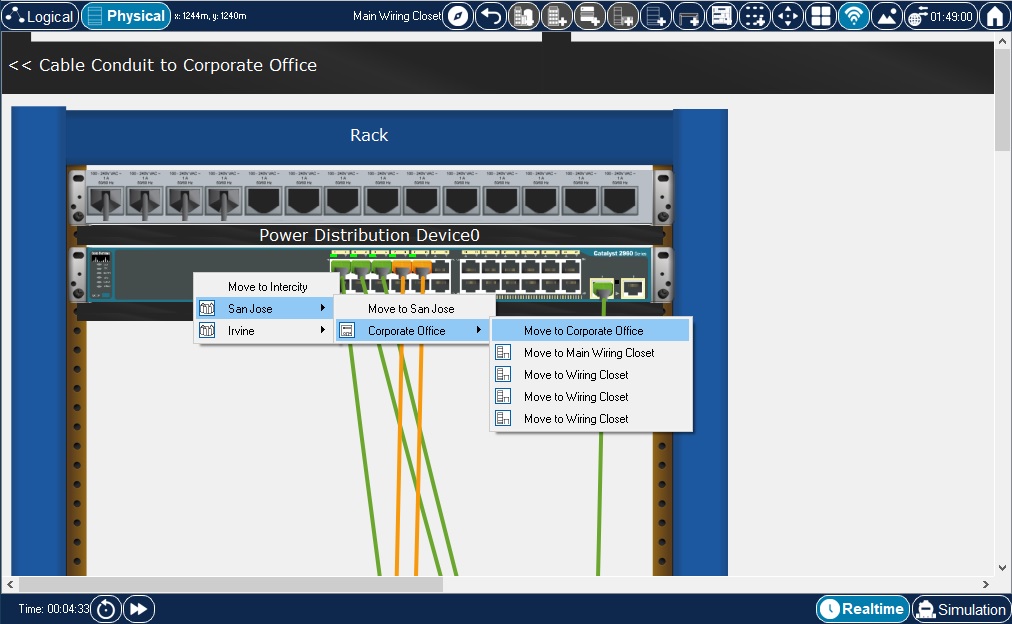 Logical
Physical
x: 1244m, y: 1240m
Main Wiring Closet
01:49:00
<< Cable Conduit to Corporate Office
Rack
Power Distribution Device0
Catalyst 2960 Series
Move to Intercity
San Jose
Move to San Jose
Irvine
Corporate Office
Move to Corporate Office
Move to Main Wiring Closet
Move to Wiring Closet
Move to Wiring Closet
Move to Wiring Closet
Time: 00:04:33
Realtime
Simulation